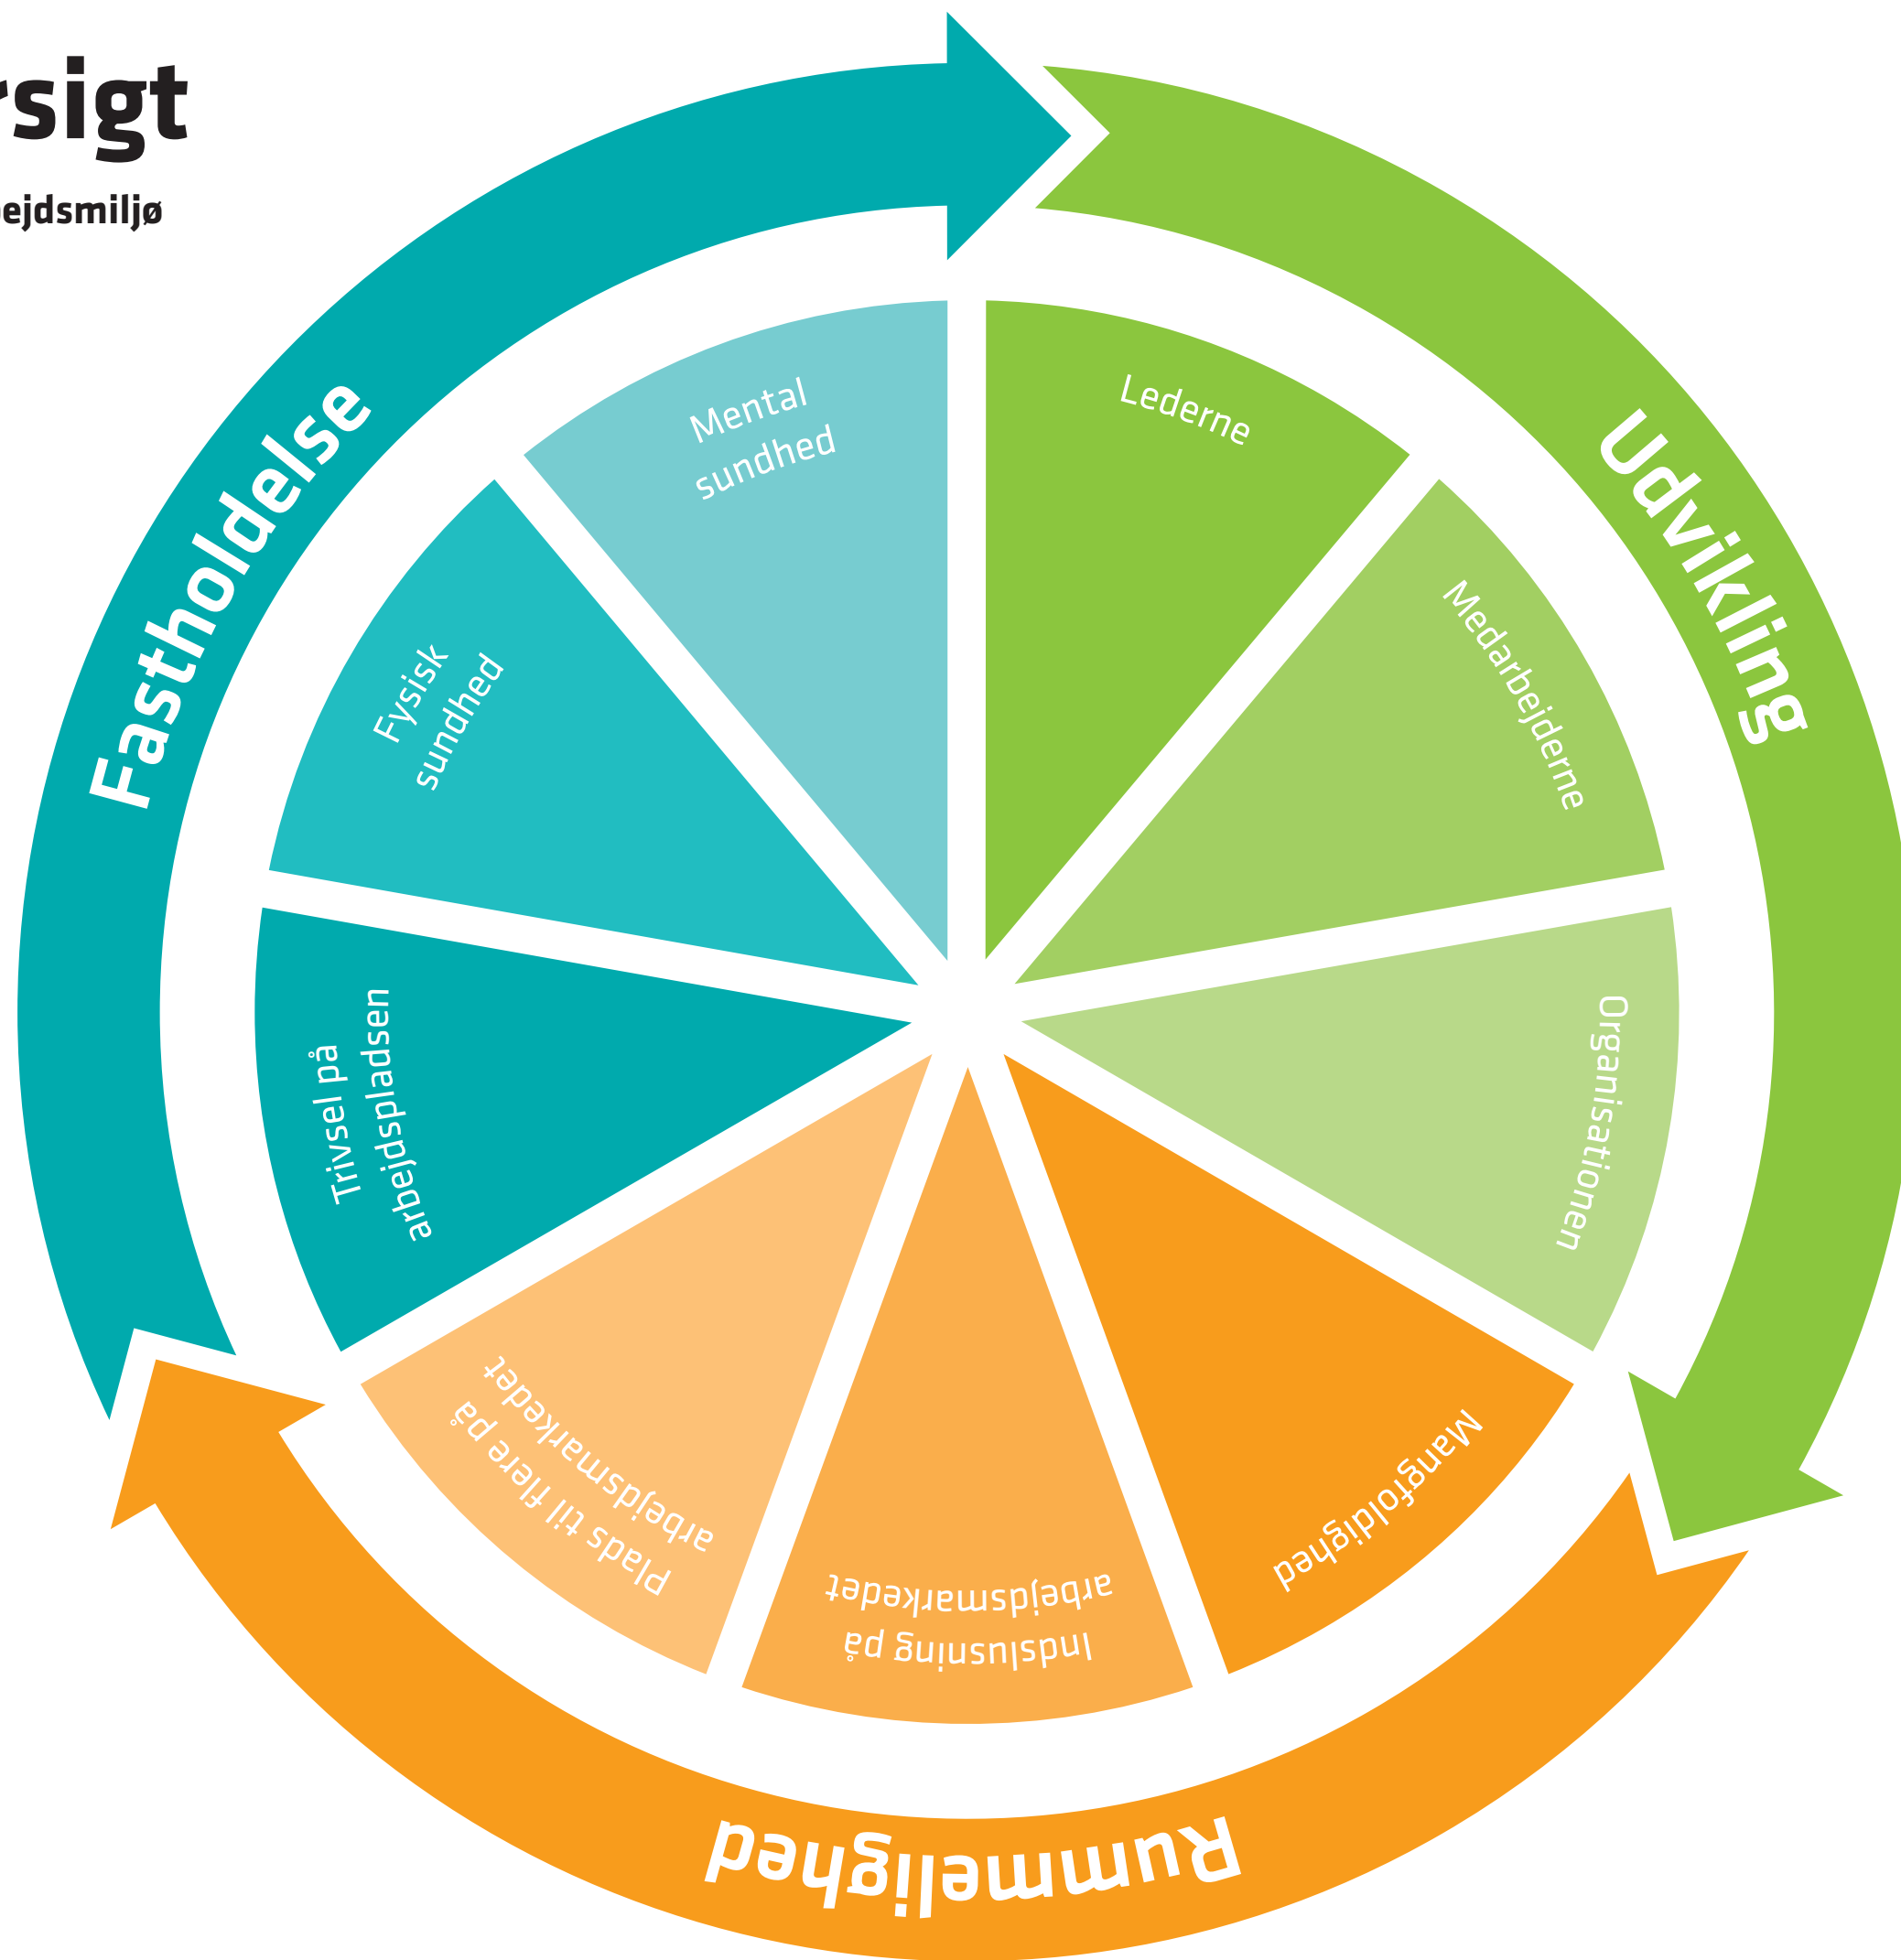 rsigt
ejdsmiljø
Fastholdelse
Udvikling
Rummelighed
Mental
sundhed
Lederne
Medarbejderne
Organisationen
Mangfoldighed
Indslusning på
arbejdsmarkedet
Plads til flere på
arbejdsmarkedet
Trivsel på
arbejdspladsen
Fysisk
sundhed